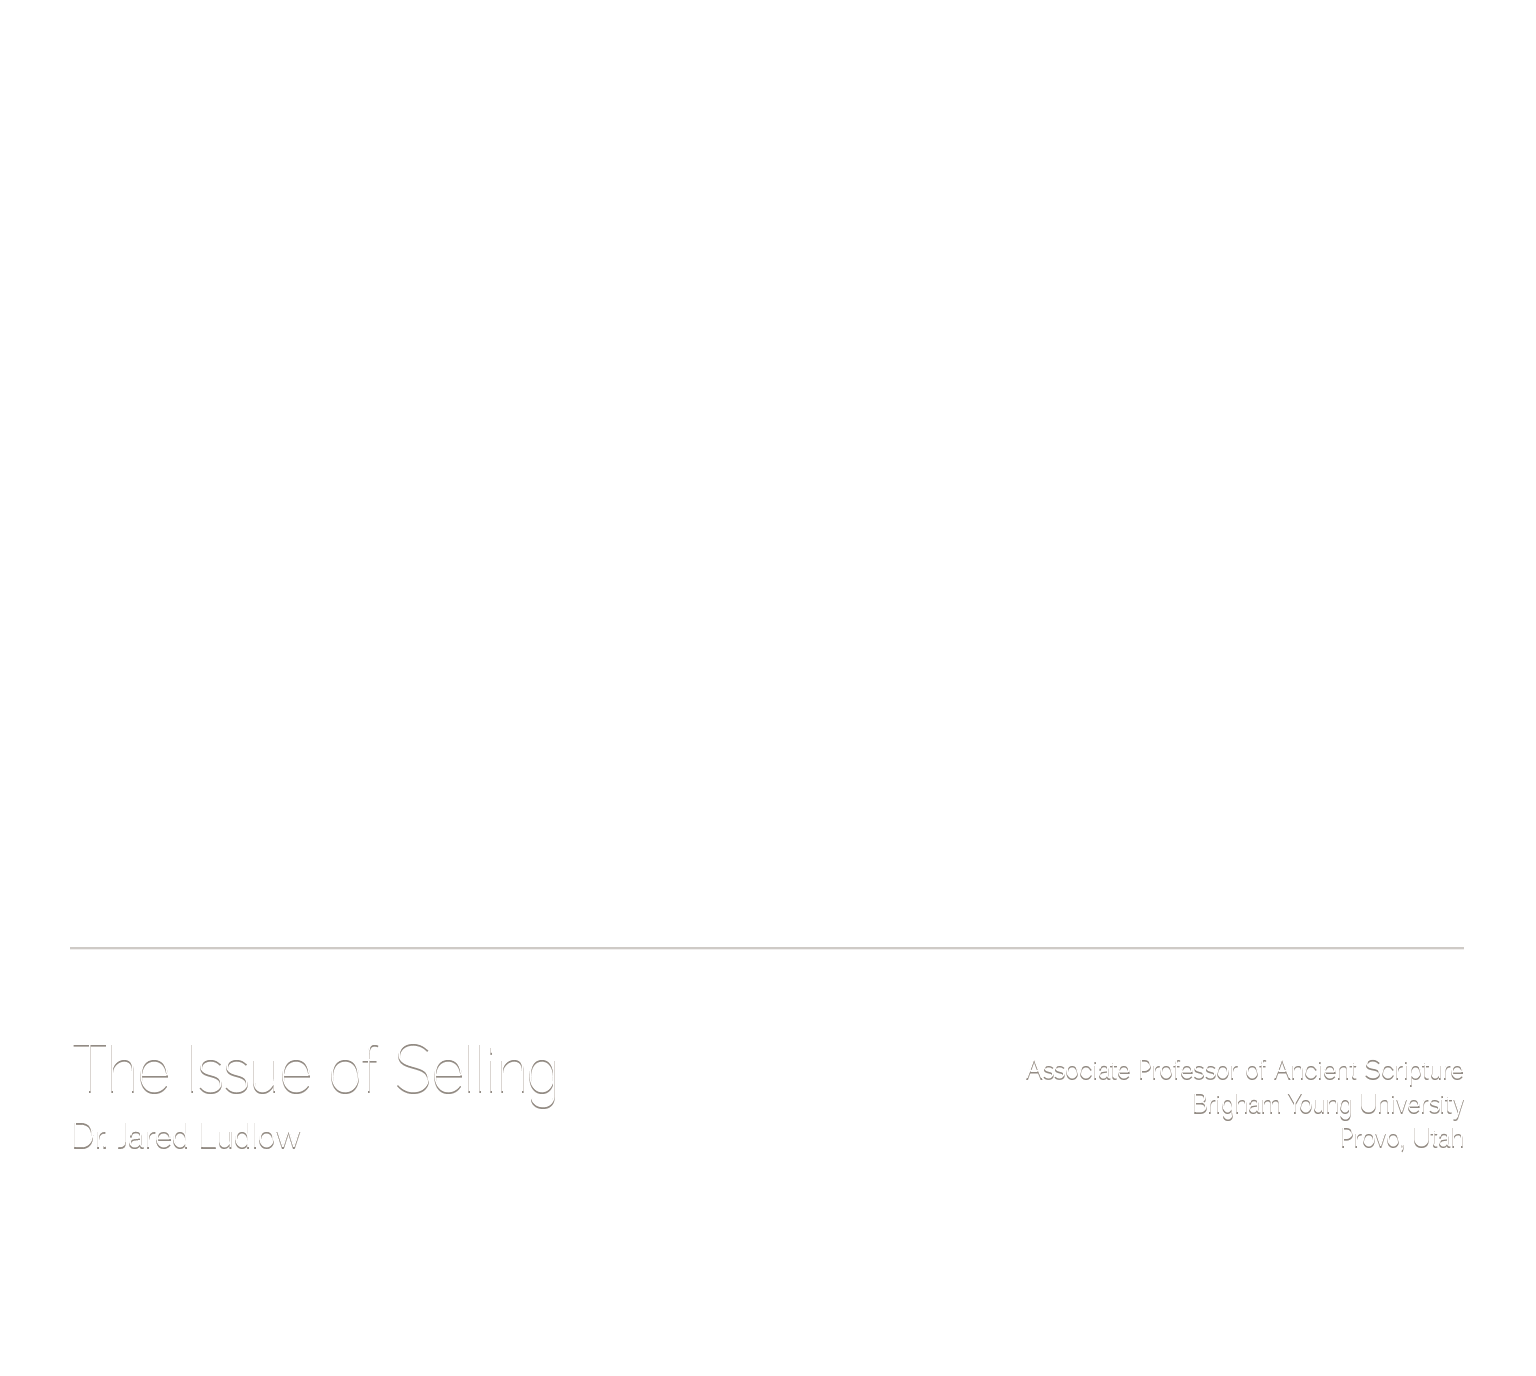 The Issue of Selling
Dr. Jared Ludlow
Associate Professor of Ancient Scripture
Brigham Young University
Provo, Utah